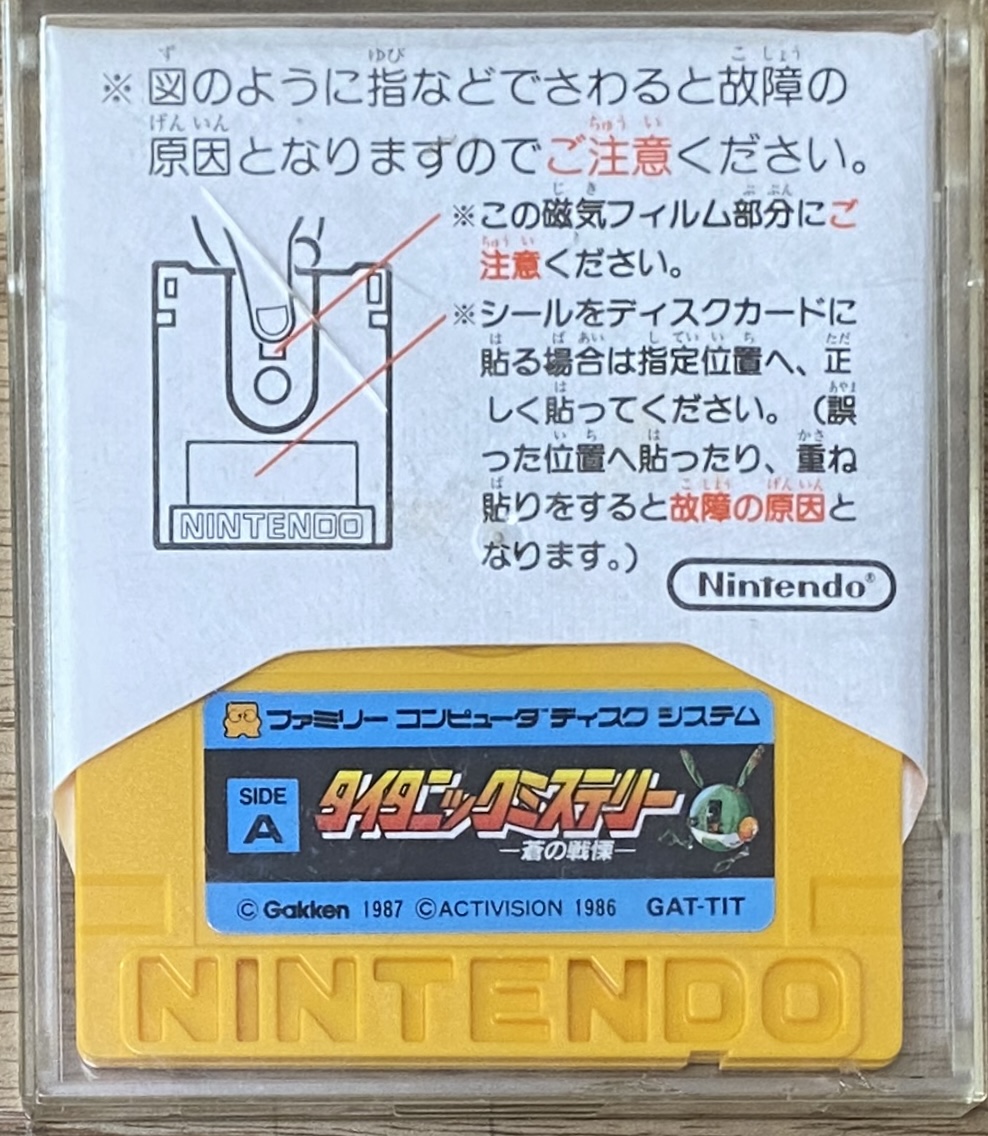 ※図のように指などでさわると故障の
原因となりますのでご注意ください。
※この磁気フィルム部分にご
注意ください。
※シールをディスクカードに
貼る場合は指定位置へ、正
しく貼ってください。（誤
った位置へ貼ったり、重ね
貼りをすると故障の原因と
なります。）
NINTENDO
Nintendo®
ファミリー コンピュータ ディスク システム
SIDE
A
タイタニックミステリー
—蒼の戦慄—
©Gakken 1987 ©ACTIVISION 1986 GAT-TIT
NINTENDO